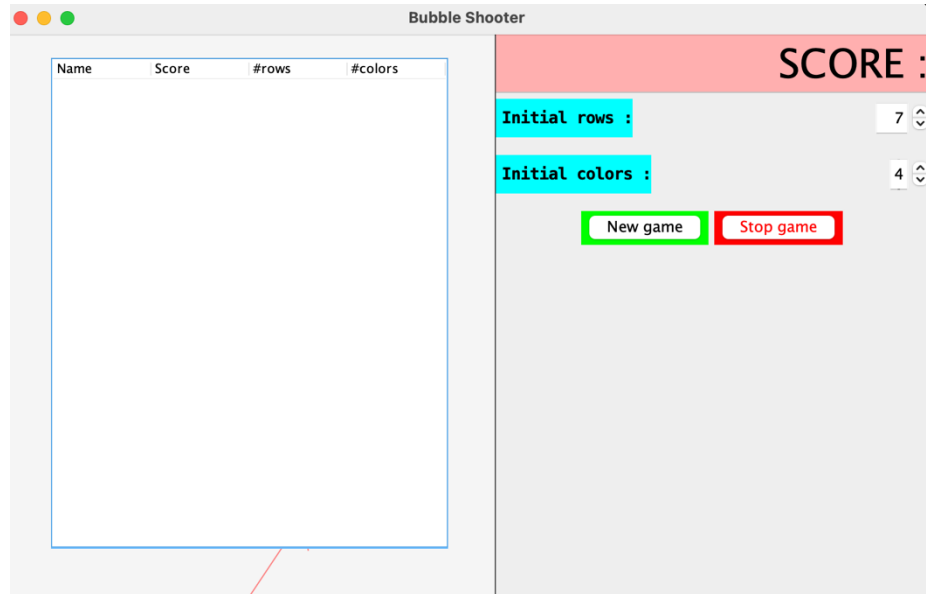 Bubble Shooter
Name Score #rows #colors
SCORE :
Initial rows : 7
Initial colors : 4
New game Stop game